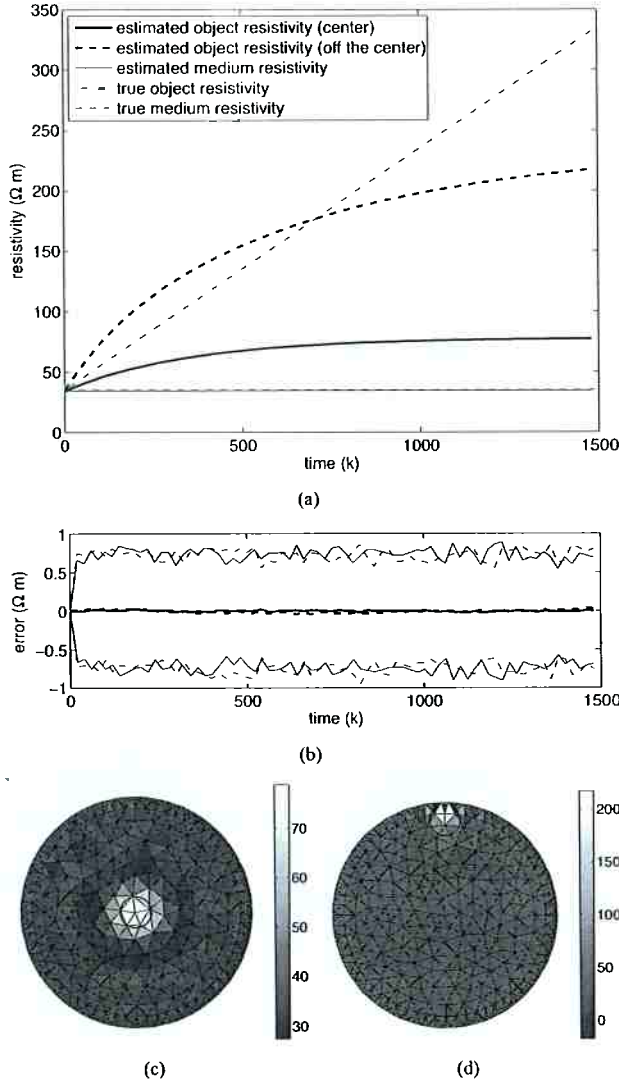 350
300
250
200
150
100
50
0
resistivity (Ω m)
estimated object resistivity (center)
estimated object resistivity (off the center)
estimated medium resistivity
true object resistivity
true medium resistivity
0 500 1000 1500
time (k)
(a)
1
0.5
0
−0.5
−1
error (Ω m)
0 500 1000 1500
time (k)
(b)
70
60
50
40
30
200
150
100
50
0
(c) (d)